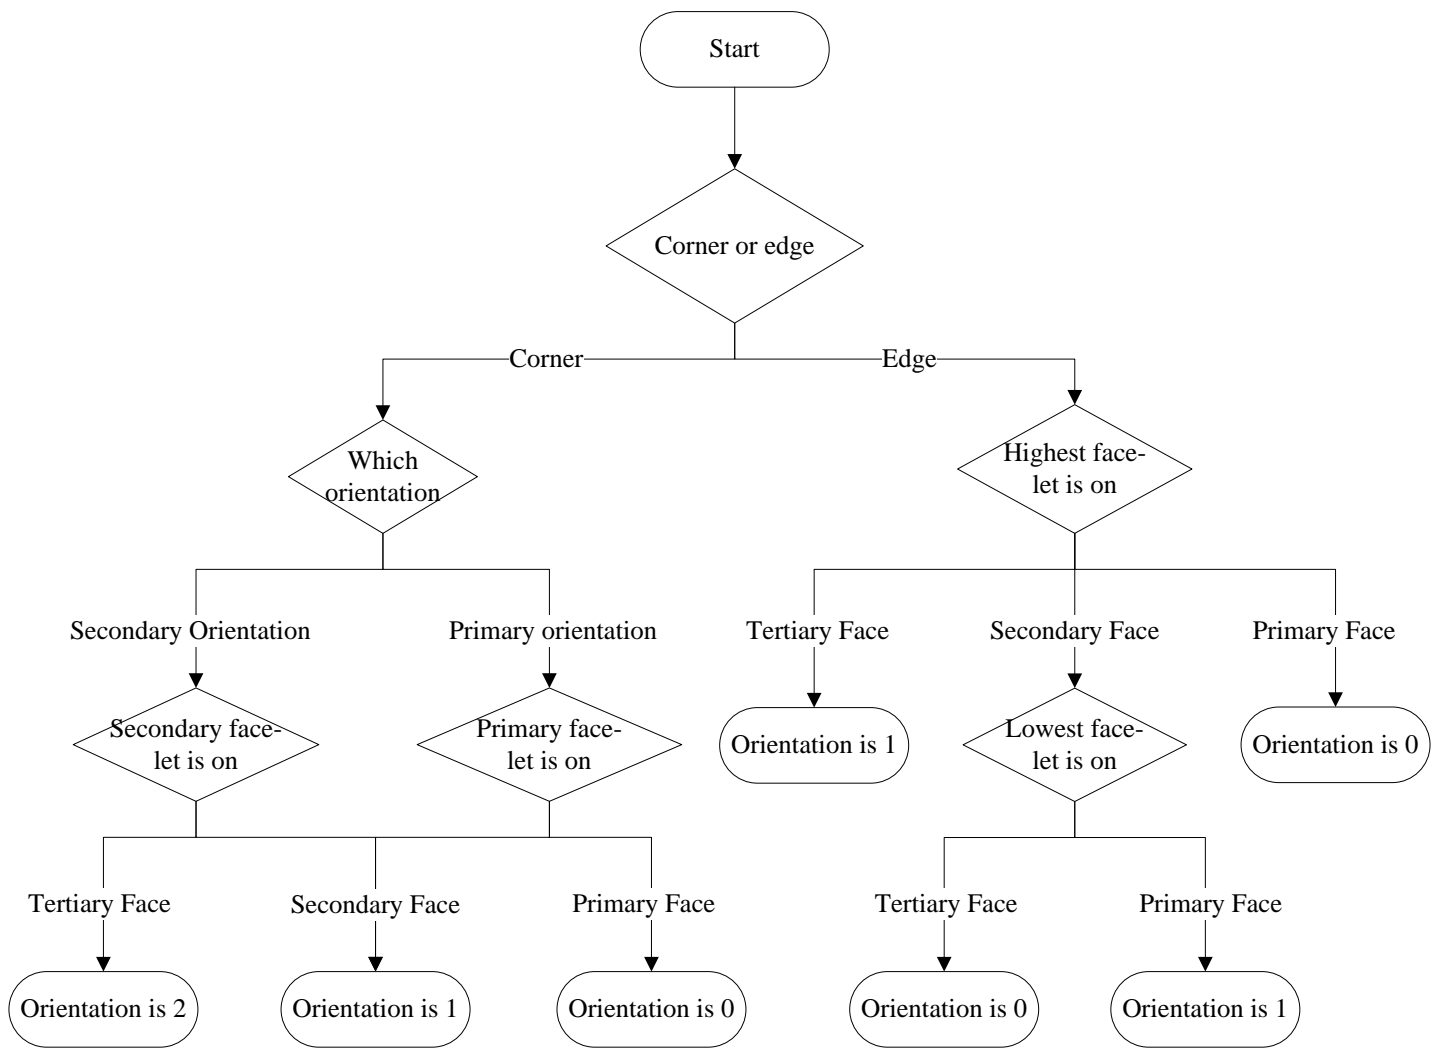 Start
Corner or edge
Corner
Edge
Which
orientation
Highest face-
let is on
Secondary Orientation
Primary orientation
Tertiary Face
Secondary Face
Primary Face
Secondary face-
let is on
Primary face-
let is on
Orientation is 1
Lowest face-
let is on
Orientation is 0
Tertiary Face
Secondary Face
Primary Face
Tertiary Face
Primary Face
Orientation is 2
Orientation is 1
Orientation is 0
Orientation is 0
Orientation is 1